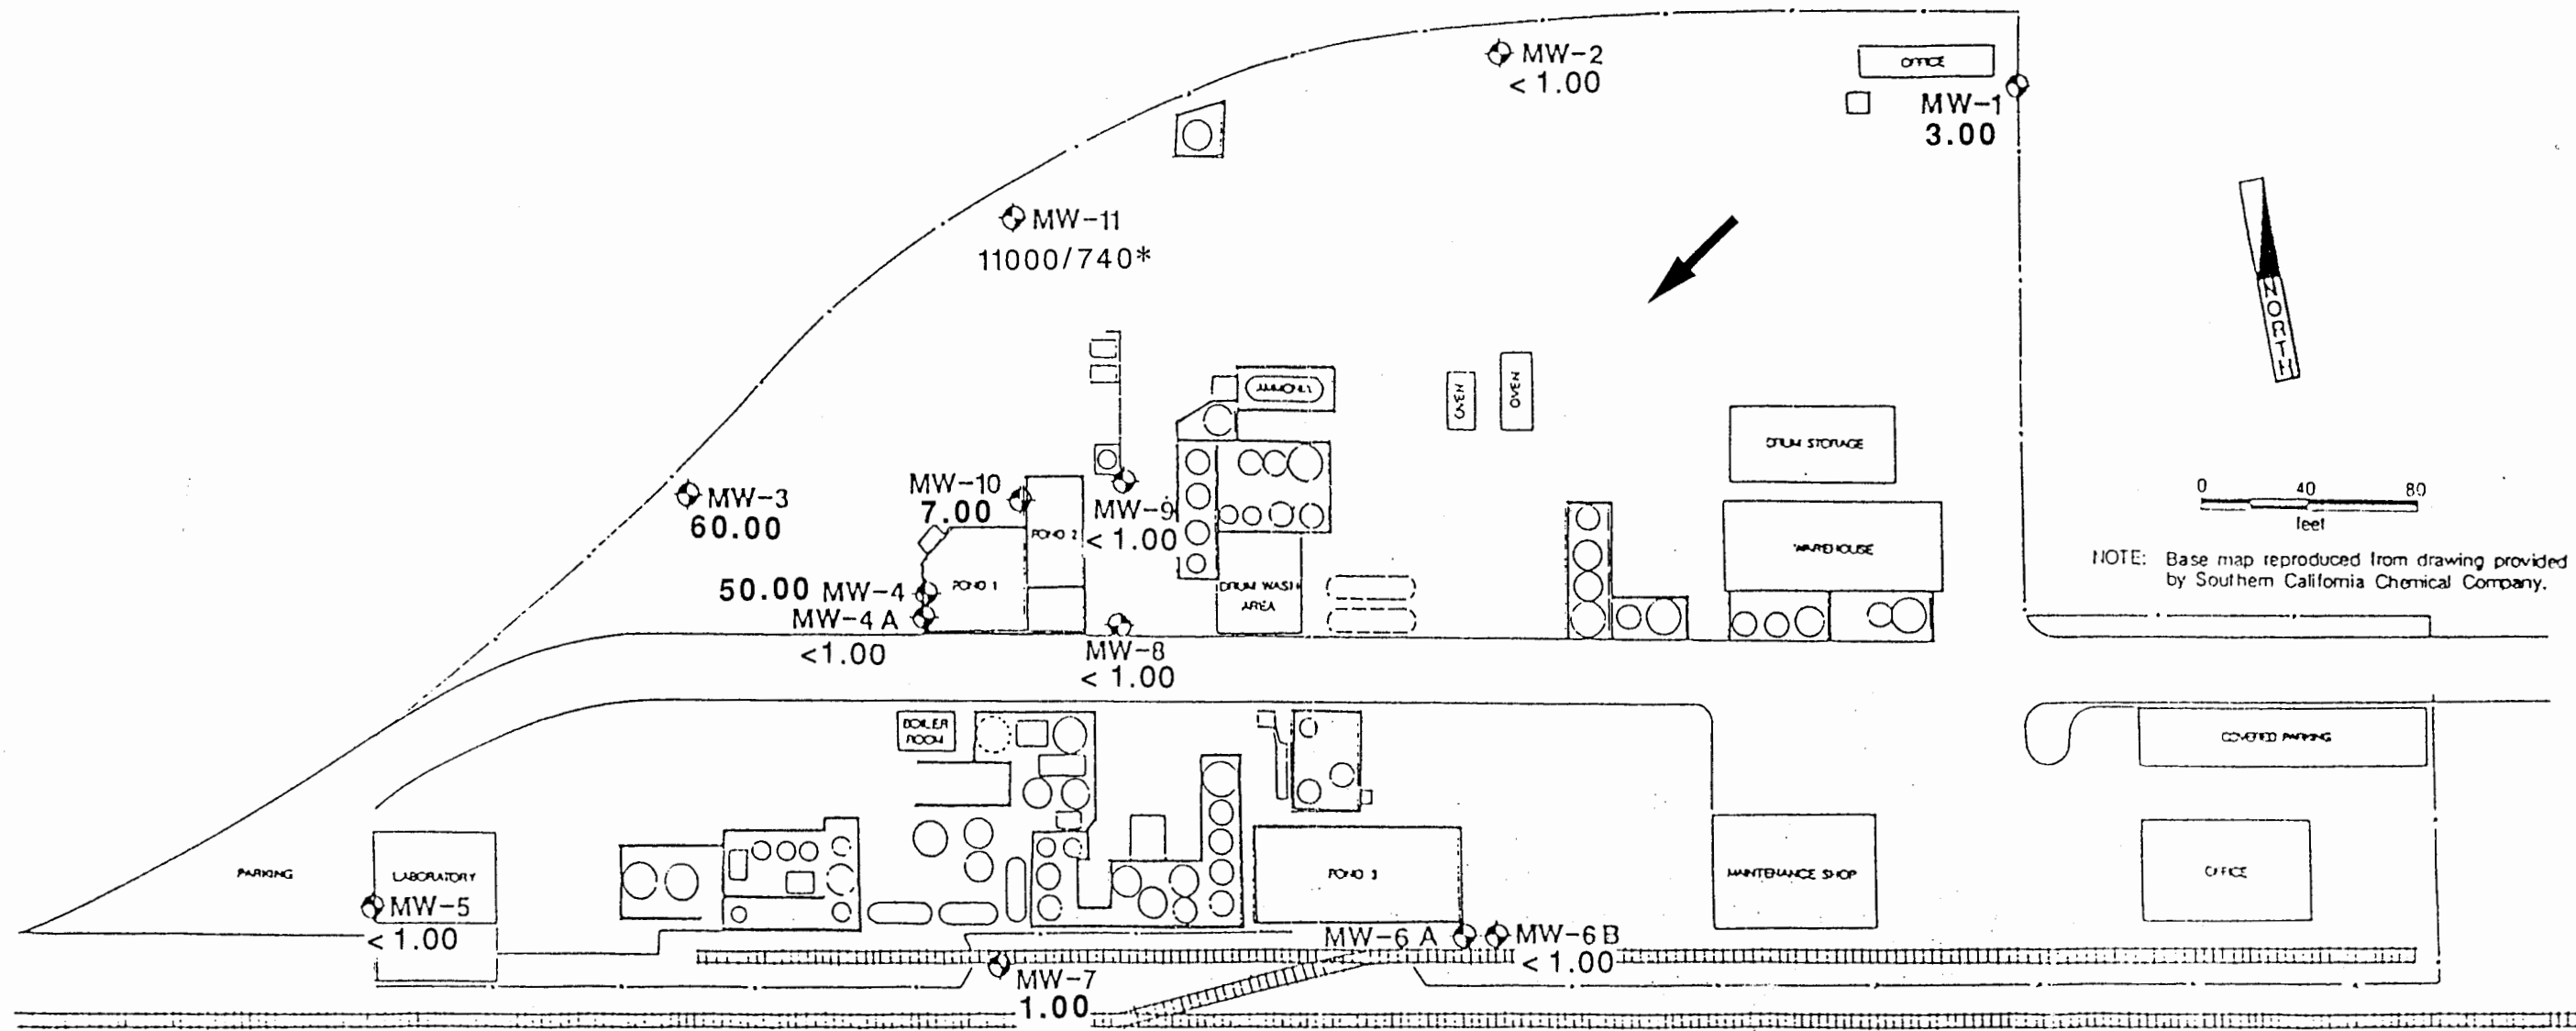 MW-2
< 1.00
OFFICE
MW-1
3.00
MW-11
11000/740*
NORTH
AMMONIA
OVEN
OVEN
DRUM STORAGE
0 40 80
feet
MW-3
60.00
MW-10
7.00
MW-9
< 1.00
POND 2
WAREHOUSE
NOTE: Base map reproduced from drawing provided
by Southern California Chemical Company.
50.00 MW-4
POND 1
DRUM WASH
AREA
MW-4 A
<1.00
MW-8
< 1.00
BOILER
ROOM
COVERED PARKING
PARKING
LABORATORY
POND 3
MAINTENANCE SHOP
OFFICE
MW-5
< 1.00
MW-6 A
MW-6 B
< 1.00
MW-7
1.00